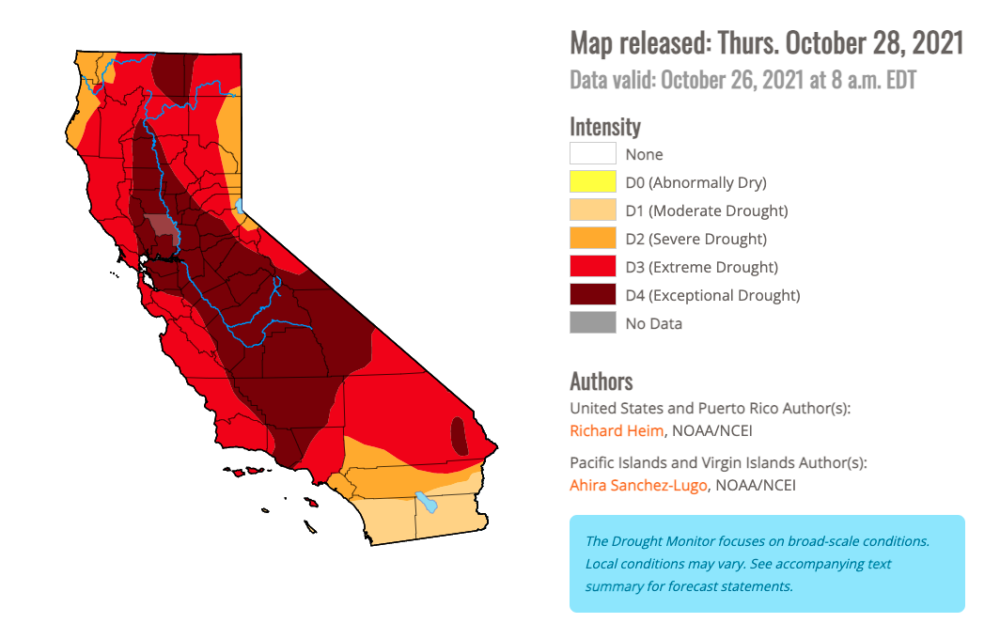 Map released: Thurs. October 28, 2021
Data valid: October 26, 2021 at 8 a.m. EDT
Intensity
None
D0 (Abnormally Dry)
D1 (Moderate Drought)
D2 (Severe Drought)
D3 (Extreme Drought)
D4 (Exceptional Drought)
No Data
Authors
United States and Puerto Rico Author(s):
Richard Heim, NOAA/NCEI
Pacific Islands and Virgin Islands Author(s):
Ahira Sanchez-Lugo, NOAA/NCEI
The Drought Monitor focuses on broad-scale conditions.
Local conditions may vary. See accompanying text
summary for forecast statements.